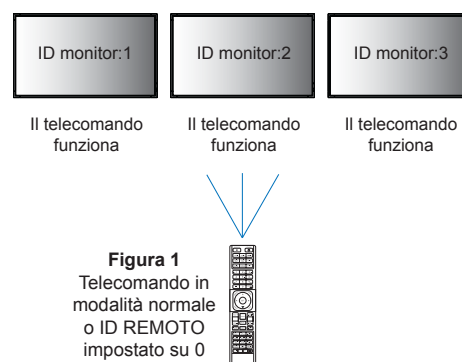 ID monitor:1
ID monitor:2
ID monitor:3
Il telecomando
funziona
Il telecomando
funziona
Il telecomando
funziona
Figura 1
Telecomando in
modalità normale
o ID REMOTO
impostato su 0